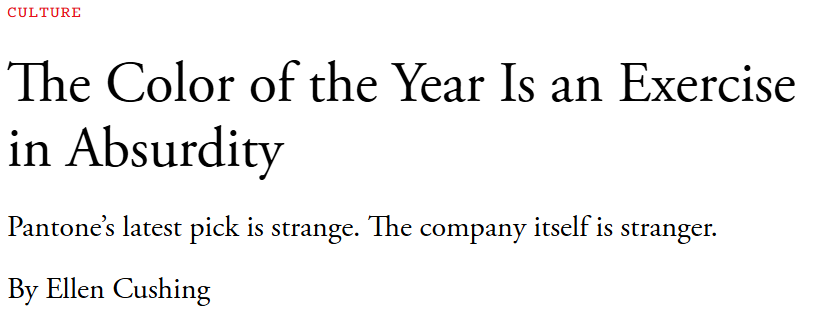 CULTURE
The Color of the Year Is an Exercise
in Absurdity
Pantone’s latest pick is strange. The company itself is stranger.
By Ellen Cushing